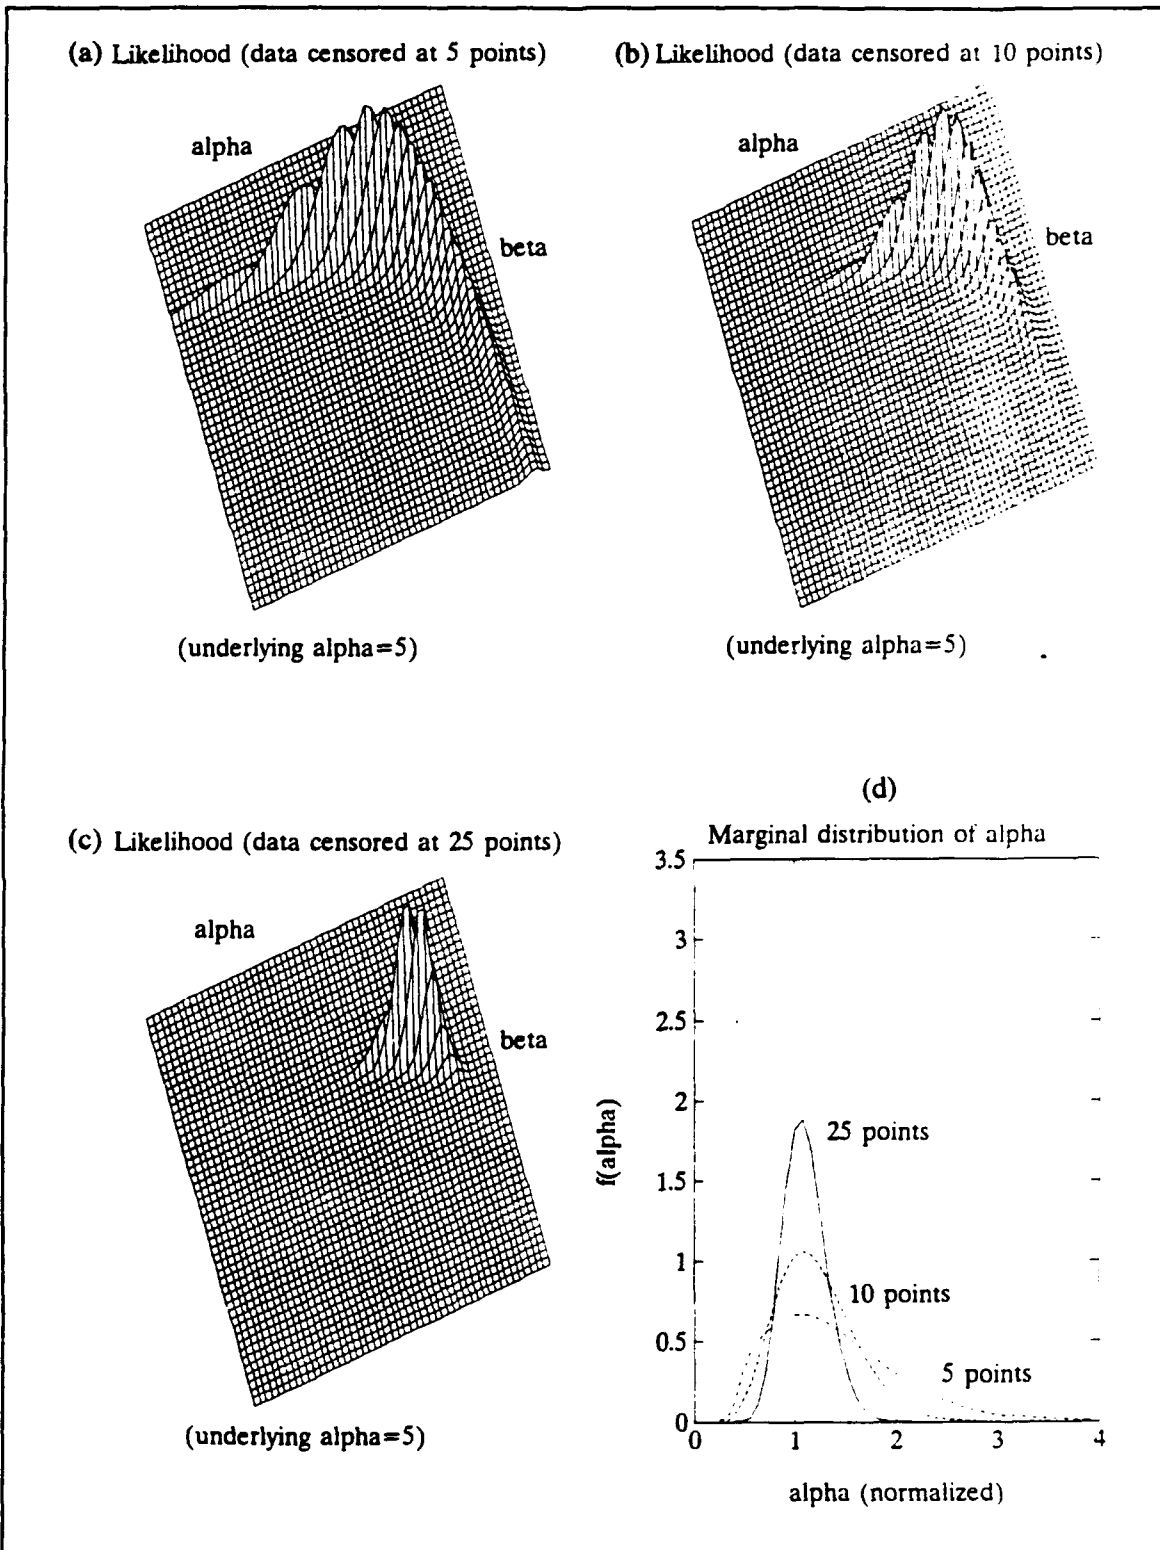 (a) Likelihood (data censored at 5 points)
alpha
beta
(underlying alpha=5)
(b) Likelihood (data censored at 10 points)
alpha
beta
(underlying alpha=5)
(c) Likelihood (data censored at 25 points)
alpha
beta
(underlying alpha=5)
(d)
Marginal distribution of alpha
3.5
3
2.5
2
1.5
1
0.5
0
f(alpha)
25 points
10 points
5 points
0 1 2 3 4
alpha (normalized)